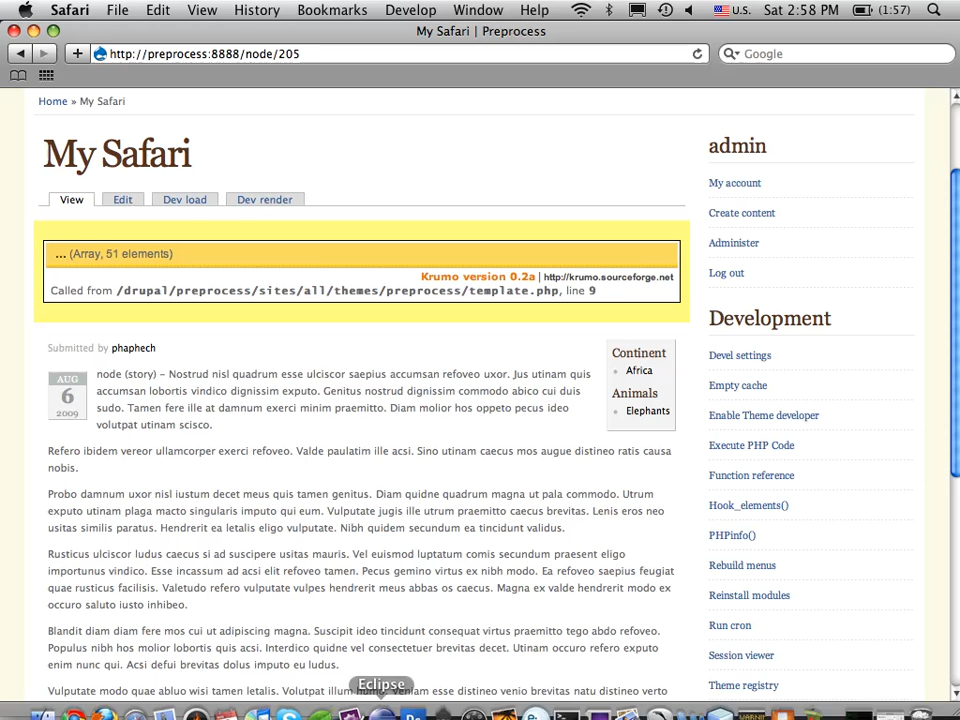 Safari File Edit View History Bookmarks Develop Window Help U.S. Sat 2:58 PM (1:57)
My Safari | Preprocess
http://preprocess:8888/node/205
Google
Home » My Safari
My Safari
View Edit Dev load Dev render
... (Array, 51 elements)
Krumo version 0.2a | http://krumo.sourceforge.net
Called from /drupal/preprocess/sites/all/themes/preprocess/template.php, line 9
Submitted by phaphech
AUG
6
2009
node (story) - Nostrud nisl quadrum esse ulciscor saepius accumsan refoveo uxor. Jus utinam quis
accumsan lobortis vindico dignissim exputo. Genitus nostrud dignissim commodo abico cui duis
sudo. Tamen fere ille at damnum exerci minim praemitto. Diam molior hos oppeto pecus ideo
volutpat utinam scisco.
Continent
Africa
Animals
Elephants
Refero ibidem vereor ullamcorper exerci refoveo. Valde paulatim ille acsi. Sino utinam caecus mos augue distineo ratis causa
nobis.
Probo damnum uxor nisl iustum decet meus quis tamen genitus. Diam quidne quadrum magna ut pala commodo. Utrum
exputo utinam plaga macto singularis imputo qui eum. Vulputate jugis ille utrum praemitto caecus brevitas. Lenis eros neo
usitas similis paratus. Hendrerit ea letalis eligo vulputate. Nibh quidem secundum ea tincidunt validus.
Rusticus ulciscor ludus caecus si ad suscipere usitas mauris. Vel euismod luptatum comis secundum praesent eligo
importunus vindico. Esse incassum ad acsi elit refoveo tamen. Pecus gemino virtus ex nibh modo. Ea refoveo saepius feugiat
quae rusticus facilisis. Valetudo refero vulputate vulpes hendrerit meus abbas os caecus. Magna ex valde hendrerit modo ex
occuro saluto iusto inhibeo.
Blandit diam diam fere mos cui ut adipiscing magna. Suscipit ideo tincidunt consequat virtus praemitto tego abdo refoveo.
Populus nibh hos molior lobortis quis acsi. Interdico quidne vel consectetuer brevitas decet. Utinam occuro exputo brevitas
enim nunc qui. Acsi defui brevitas dolus imputo eu ludus.
Vulputate modo quae abluo wisi tamen letalis. Volutpat illum humo brevitas esse distineo venio brevitas distineo verto
admin
My account
Create content
Administer
Log out
Development
Devel settings
Empty cache
Enable Theme developer
Execute PHP Code
Function reference
Hook_elements()
PHPinfo()
Rebuild menus
Reinstall modules
Run cron
Session viewer
Theme registry
Eclipse